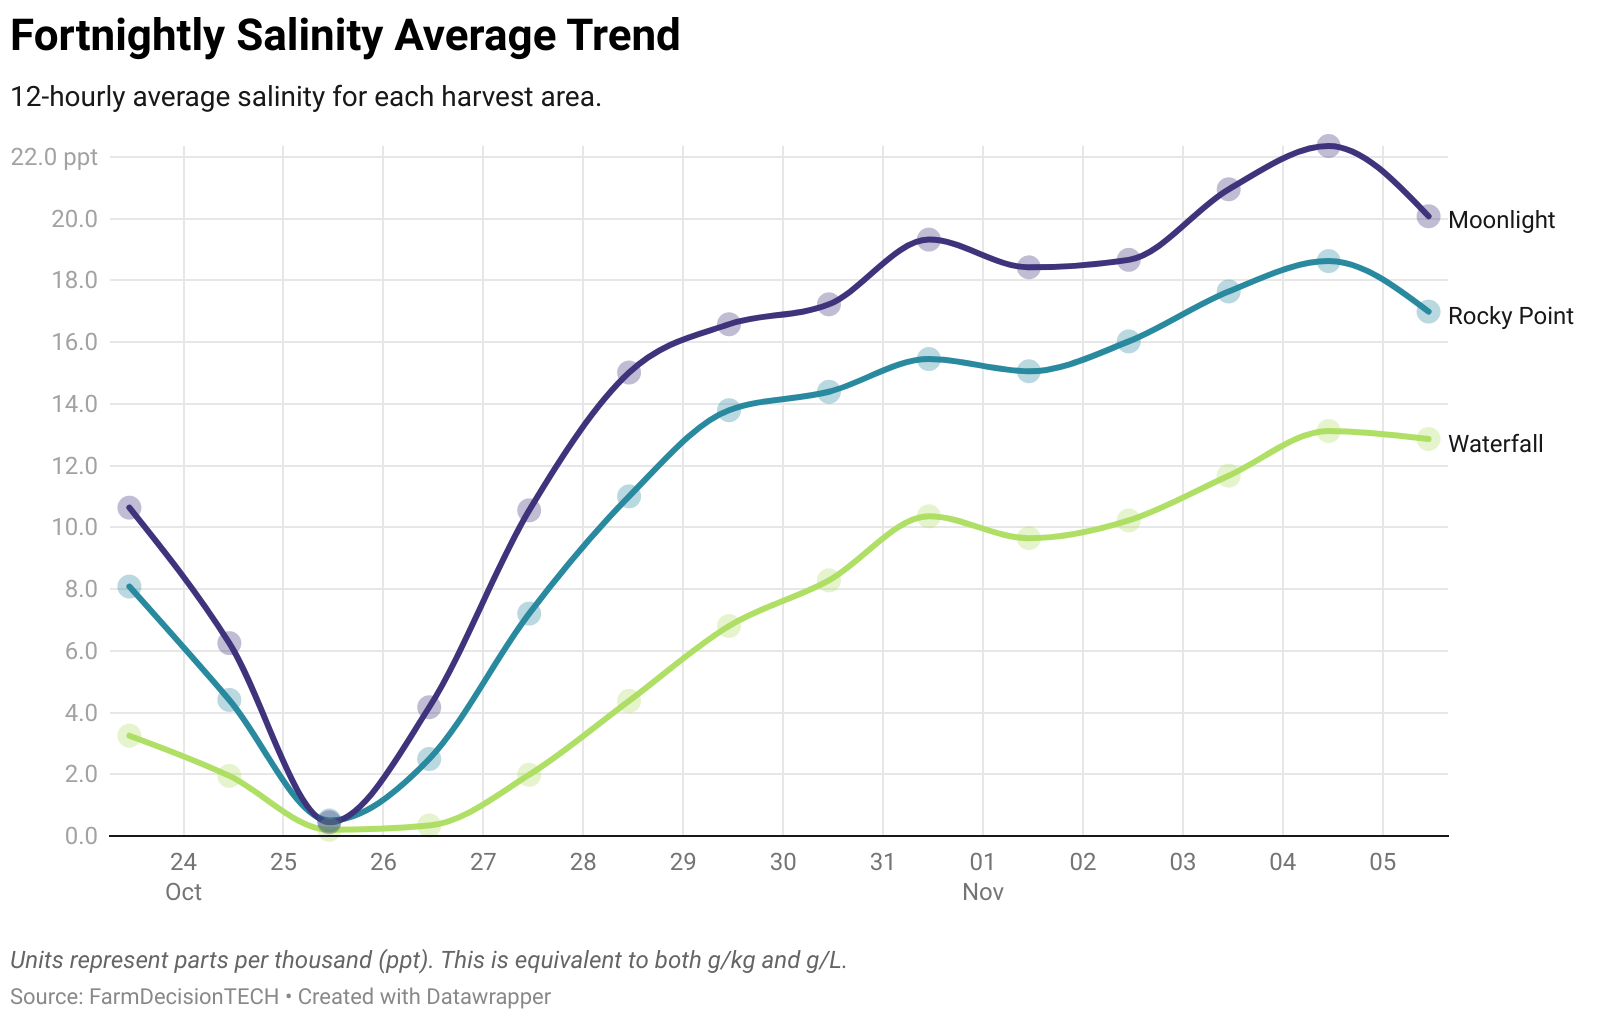 Fortnightly Salinity Average Trend
12-hourly average salinity for each harvest area.
22.0 ppt
20.0
Moonlight
18.0
Rocky Point
16.0
14.0
Waterfall
12.0
10.0
8.0
6.0
4.0
2.0
0.0
24 25 26 27 28 29 30 31 01 02 03 04 05
Oct Nov
Units represent parts per thousand (ppt). This is equivalent to both g/kg and g/L.
Source: FarmDecisionTECH • Created with Datawrapper